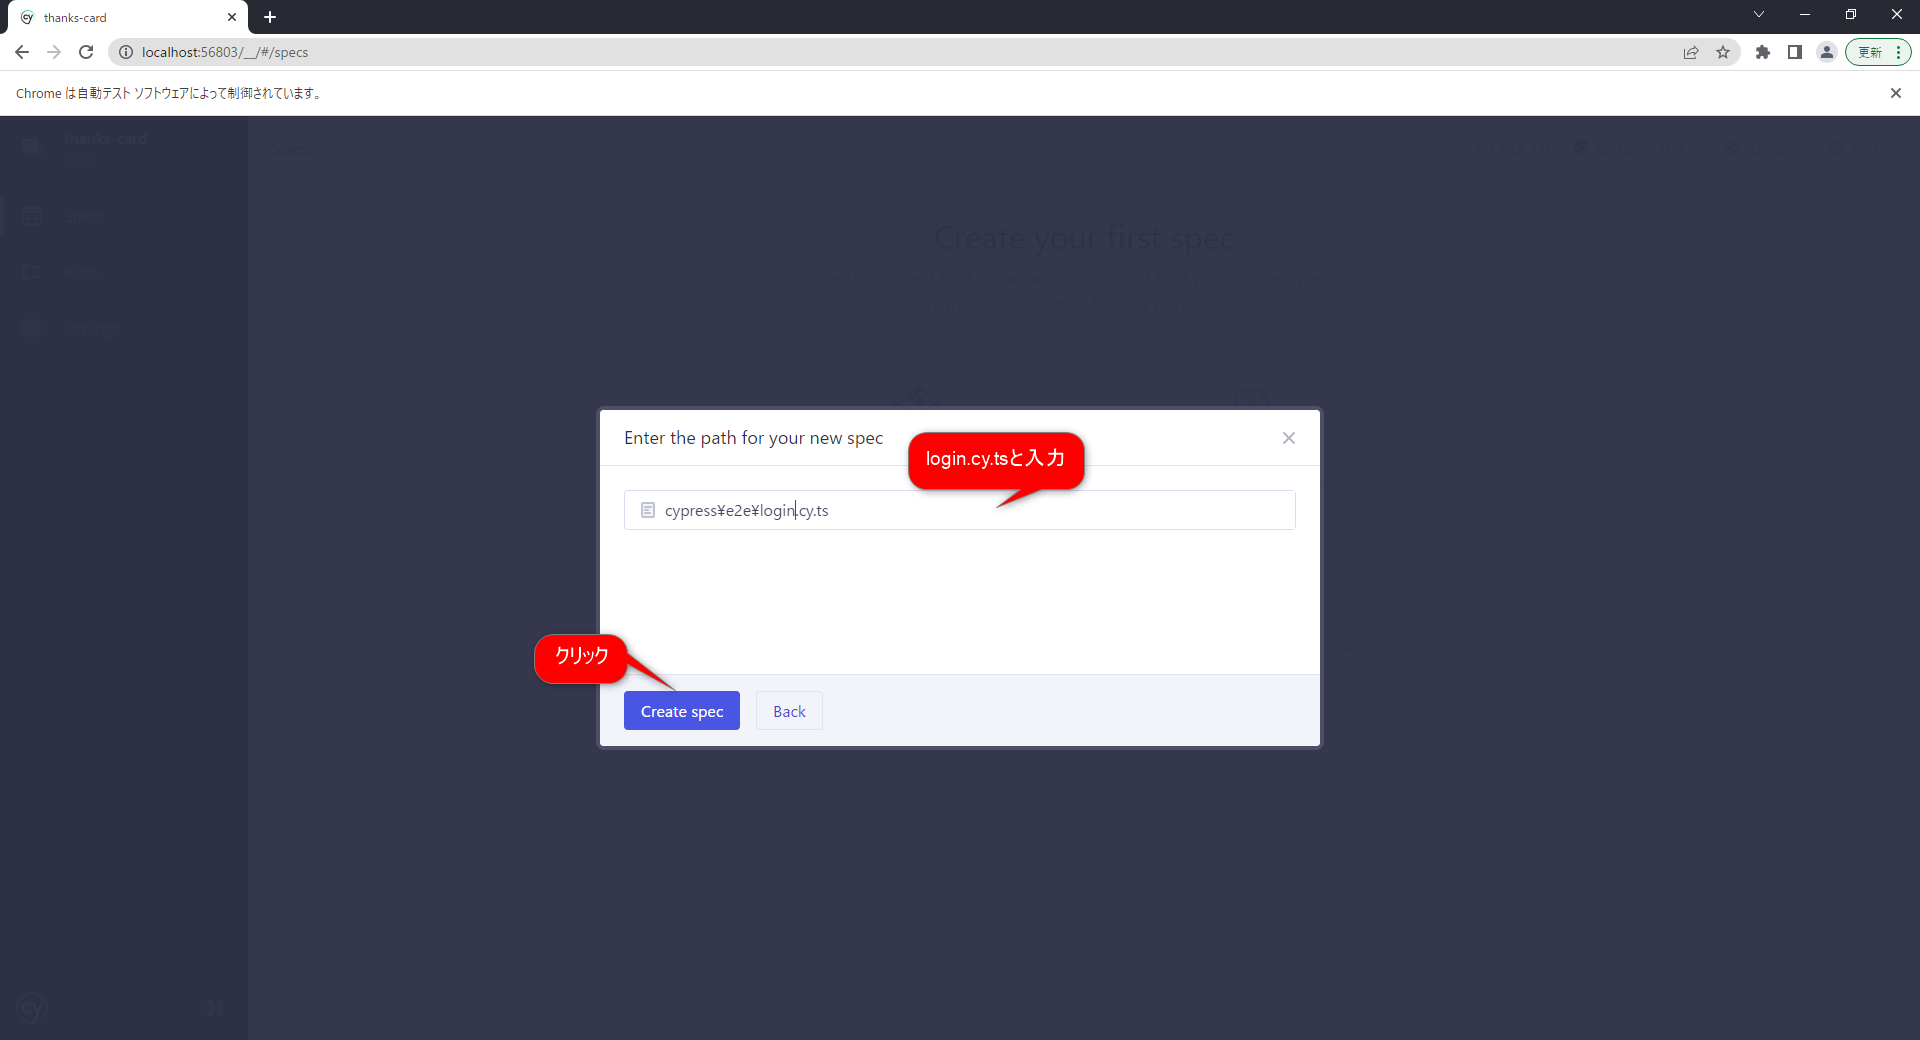 thanks-card
localhost:56803/__/#/specs
更新
Chrome は自動テスト ソフトウェアによって制御されています。
thanks-card
Specs
Specs
Runs
Settings
Create your first spec
Enter the path for your new spec
login.cy.tsと入力
cypress¥e2e¥login.cy.ts
クリック
Create spec
Back
cy